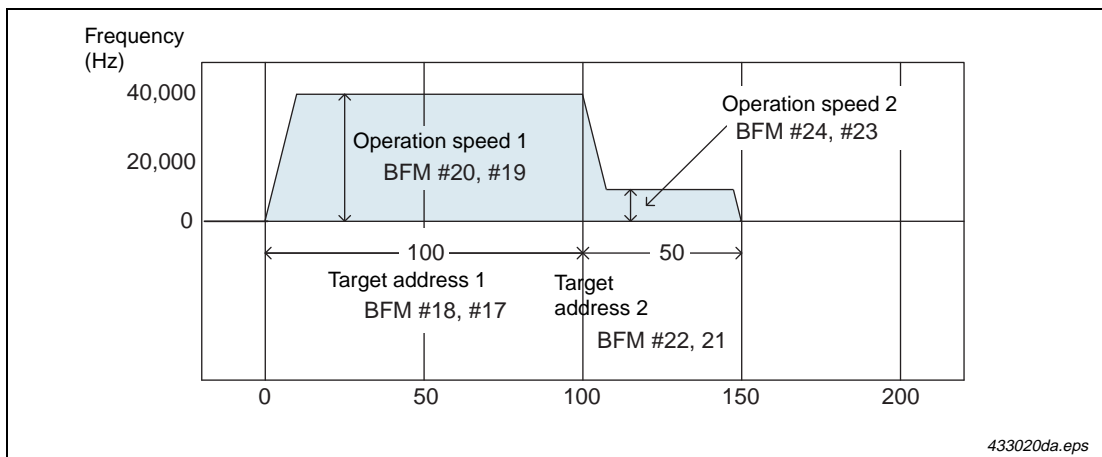 Frequency
(Hz)
40,000
20,000
0
Operation speed 1
BFM #20, #19
Operation speed 2
BFM #24, #23
100
50
Target address 1
BFM #18, #17
Target
address 2
BFM #22, 21
0
50
100
150
200
433020da.eps